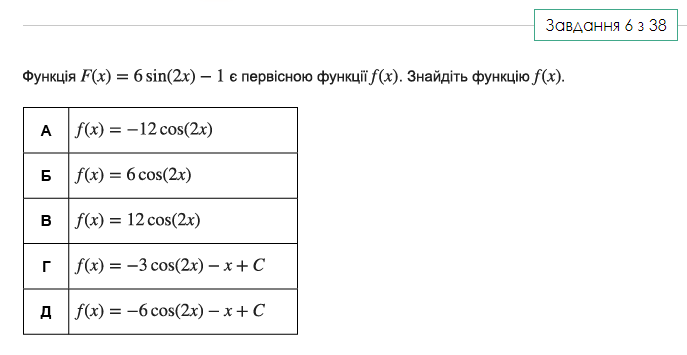 Завдання 6 з 38
Функція F(x) = 6 sin(2x) − 1 є первісною функції f(x). Знайдіть функцію f(x).
А f(x) = −12 cos(2x)
Б f(x) = 6 cos(2x)
В f(x) = 12 cos(2x)
Г f(x) = −3 cos(2x) − x + C
Д f(x) = −6 cos(2x) − x + C